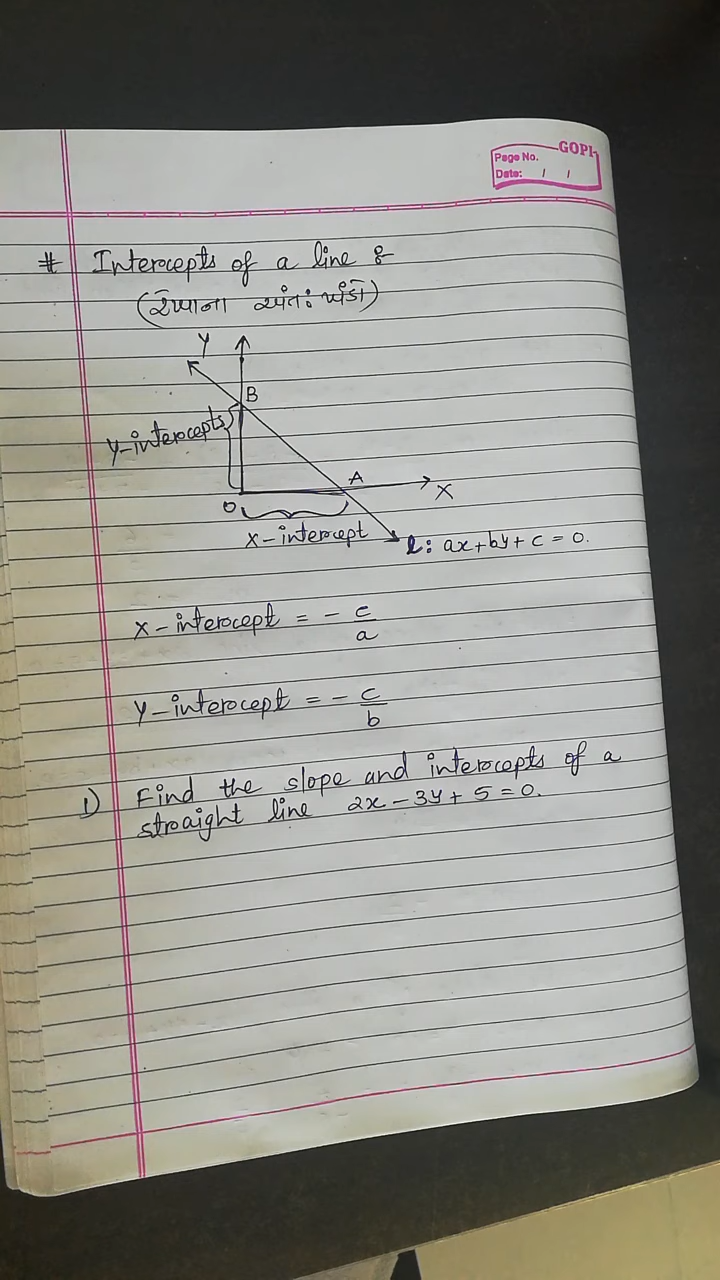 GOPI
Page No.
Date: / /
# Intercepts of a line :-
(રેખાના અંત: ખંડો)
Y
B
Y-intercepts
A
X
O
X-intercept
l: ax+by+c=0.
X-intercept = - c/a
Y-intercept = - c/b
1) Find the slope and intercepts of a
straight line 2x-3y+5=0.